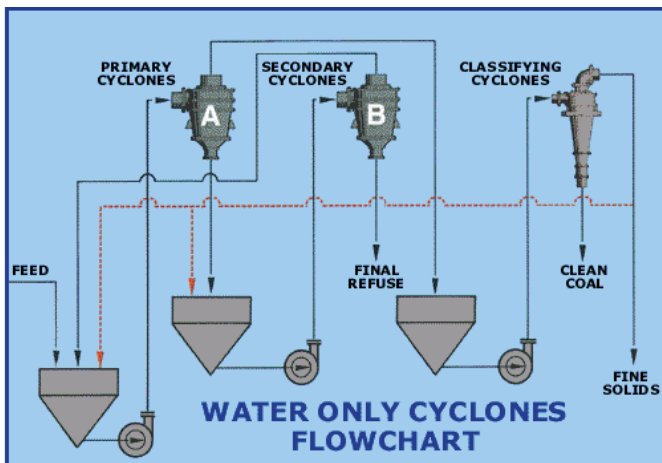 PRIMARY
CYCLONES
SECONDARY
CYCLONES
CLASSIFYING
CYCLONES
A
B
FEED
FINAL
REFUSE
CLEAN
COAL
FINE
SOLIDS
WATER ONLY CYCLONES
FLOWCHART